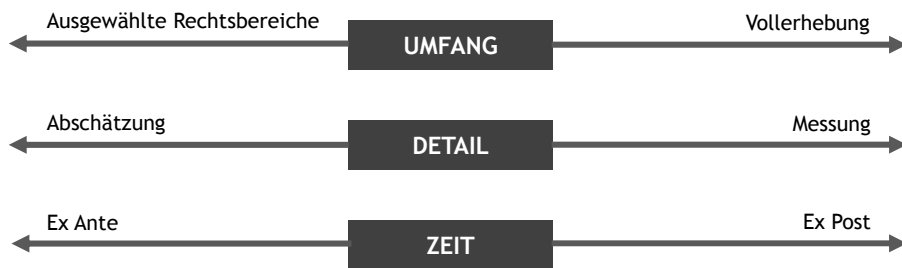 Ausgewählte Rechtsbereiche
UMFANG
Vollerhebung
Abschätzung
DETAIL
Messung
Ex Ante
ZEIT
Ex Post